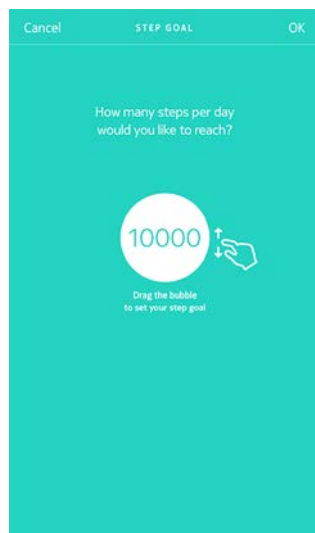 Cancel STEP GOAL OK
How many steps per day
would you like to reach?
10000
Drag the bubble
to set your step goal